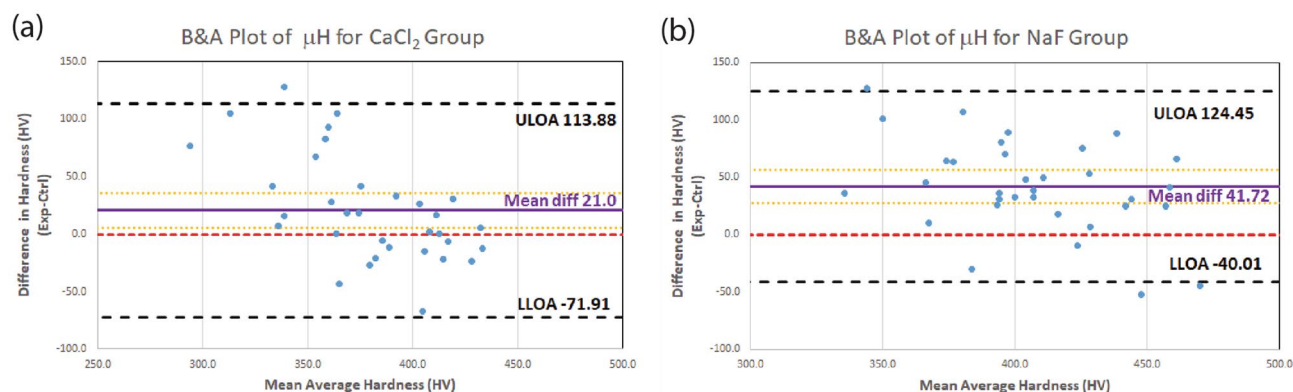 (a)
B&A Plot of μH for CaCl₂ Group
150.0
100.0
50.0
0.0
-50.0
-100.0
Difference in Hardness (HV)
(Exp-Ctrl)
ULOA 113.88
Mean diff 21.0
LLOA -71.91
250.0 300.0 350.0 400.0 450.0 500.0
Mean Average Hardness (HV)
(b)
B&A Plot of μH for NaF Group
150.0
100.0
50.0
0.0
-50.0
-100.0
Difference in Hardness (HV)
(Exp-Ctrl)
ULOA 124.45
Mean diff 41.72
LLOA -40.01
300.0 350.0 400.0 450.0 500.0
Mean Average Hardness (HV)